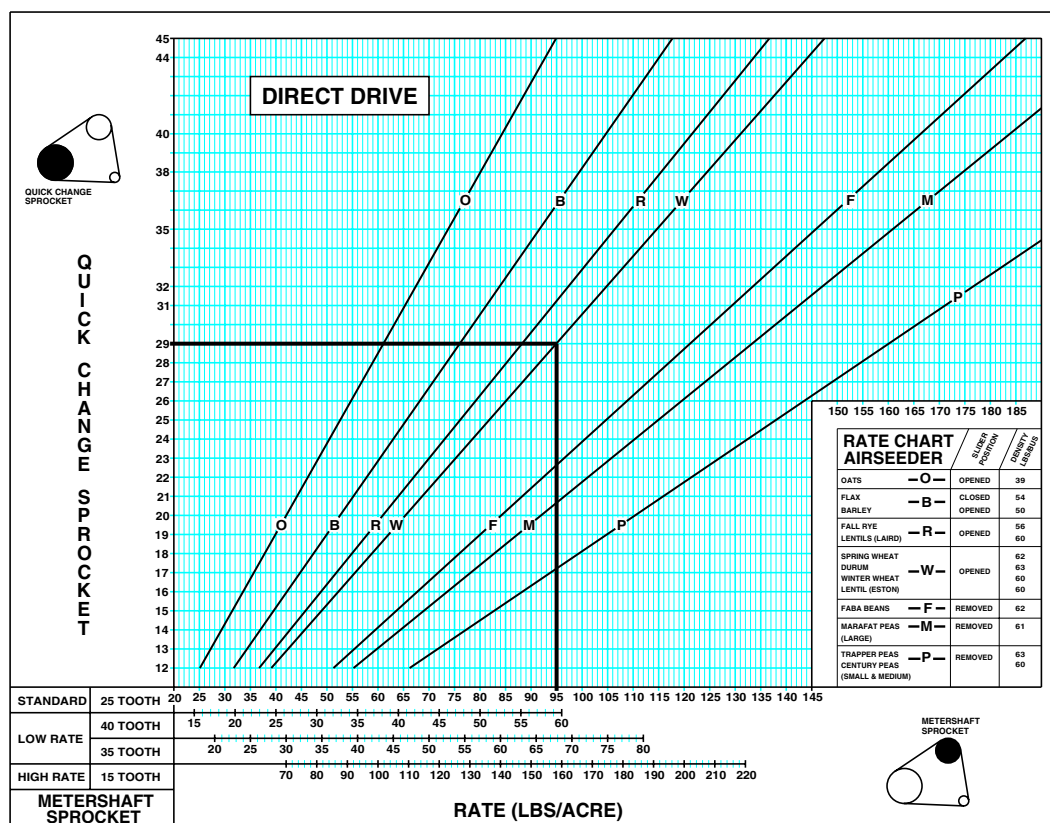 45
44
DIRECT DRIVE
40
38
QUICK CHANGE
SPROCKET
O B R W F M
35
32
31
P
29
28
27
26
25
24
23
22
21
20
19
18
17
16
15
14
13
12
QUICK CHANGE SPROCKET
O B R W F M P
150 155 160 165 170 175 185
RATE CHART
AIRSEEDER
SLIDER
POSITION
DENSITY
LBS/BUS
OATS O OPENED 39
FLAX CLOSED 54
B
BARLEY OPENED 50
FALL RYE 56
R OPENED
LENTILS (LAIRD) 60
SPRING WHEAT 62
DURUM 63
W OPENED
WINTER WHEAT 60
LENTIL (ESTON) 60
FABA BEANS F REMOVED 62
MARAFAT PEAS M REMOVED 61
(LARGE)
TRAPPER PEAS 63
P REMOVED
CENTURY PEAS 60
(SMALL & MEDIUM)
STANDARD 25 TOOTH 20 25 30 35 40 45 50 55 60 65 70 75 80 85 90 95 100 105 110 115 120 125 130 135 140 145
LOW RATE
40 TOOTH 15 20 25 30 35 40 45 50 55 60
35 TOOTH 20 25 30 35 40 45 50 55 60 65 70 75 80
HIGH RATE 15 TOOTH 70 80 90 100 110 120 130 140 150 160 170 180 190 200 210 220
METERSHAFT
SPROCKET
RATE (LBS/ACRE)
METERSHAFT
SPROCKET